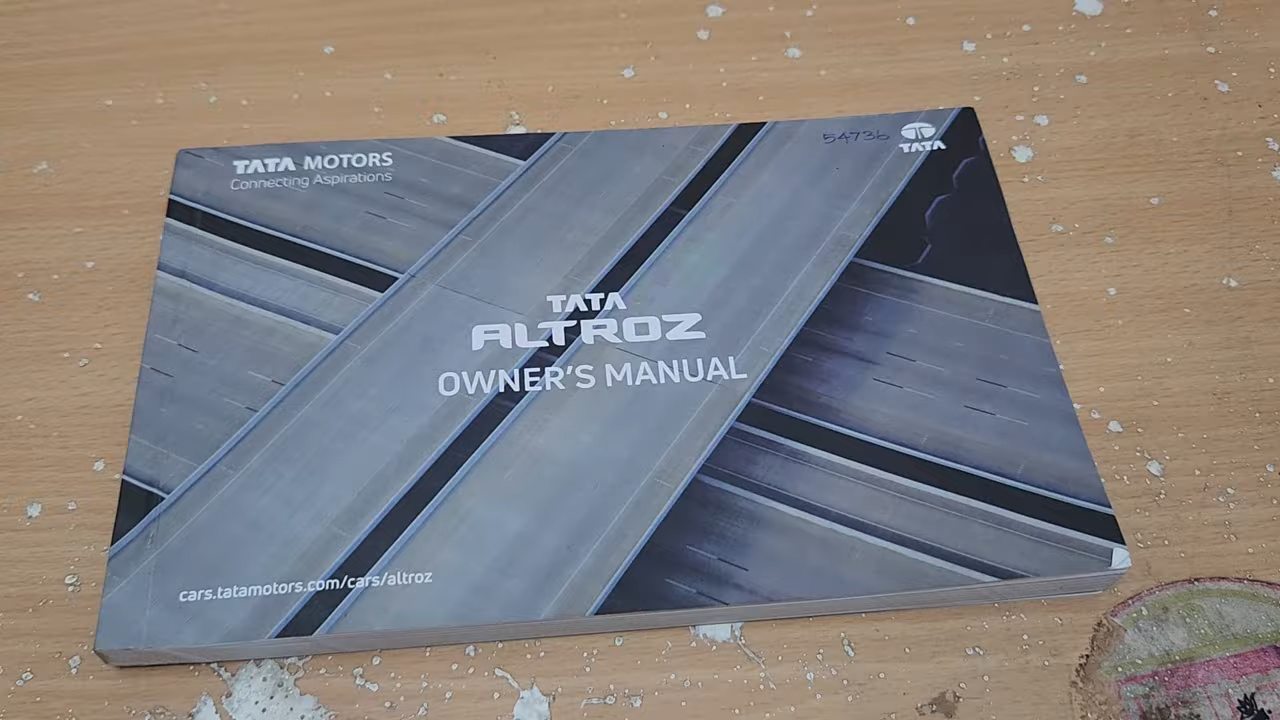 TATA MOTORS
Connecting Aspirations
54736
TATA
TATA
ALTROZ
OWNER'S MANUAL
cars.tatamotors.com/cars/altroz